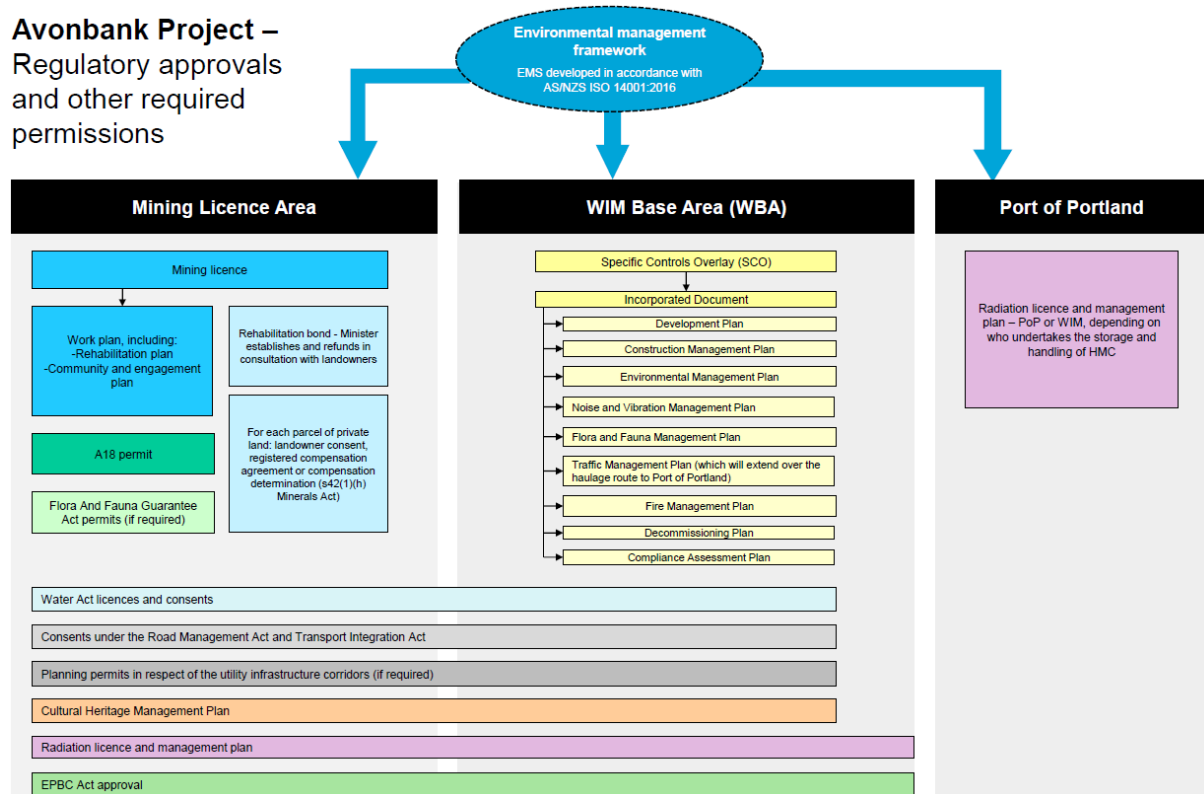 Avonbank Project –
Regulatory approvals
and other required
permissions
Environmental management
framework
EMS developed in accordance with
AS/NZS ISO 14001:2016
Mining Licence Area
Mining licence
Work plan, including:
-Rehabilitation plan
-Community and engagement
plan
Rehabilitation bond - Minister
establishes and refunds in
consultation with landowners
A18 permit
For each parcel of private
land: landowner consent,
registered compensation
agreement or compensation
determination (s42(1)(h)
Minerals Act)
Flora And Fauna Guarantee
Act permits (if required)
WIM Base Area (WBA)
Specific Controls Overlay (SCO)
Incorporated Document
Development Plan
Construction Management Plan
Environmental Management Plan
Noise and Vibration Management Plan
Flora and Fauna Management Plan
Traffic Management Plan (which will extend over the
haulage route to Port of Portland)
Fire Management Plan
Decommissioning Plan
Compliance Assessment Plan
Port of Portland
Radiation licence and management
plan – PoP or WIM, depending on
who undertakes the storage and
handling of HMC
Water Act licences and consents
Consents under the Road Management Act and Transport Integration Act
Planning permits in respect of the utility infrastructure corridors (if required)
Cultural Heritage Management Plan
Radiation licence and management plan
EPBC Act approval